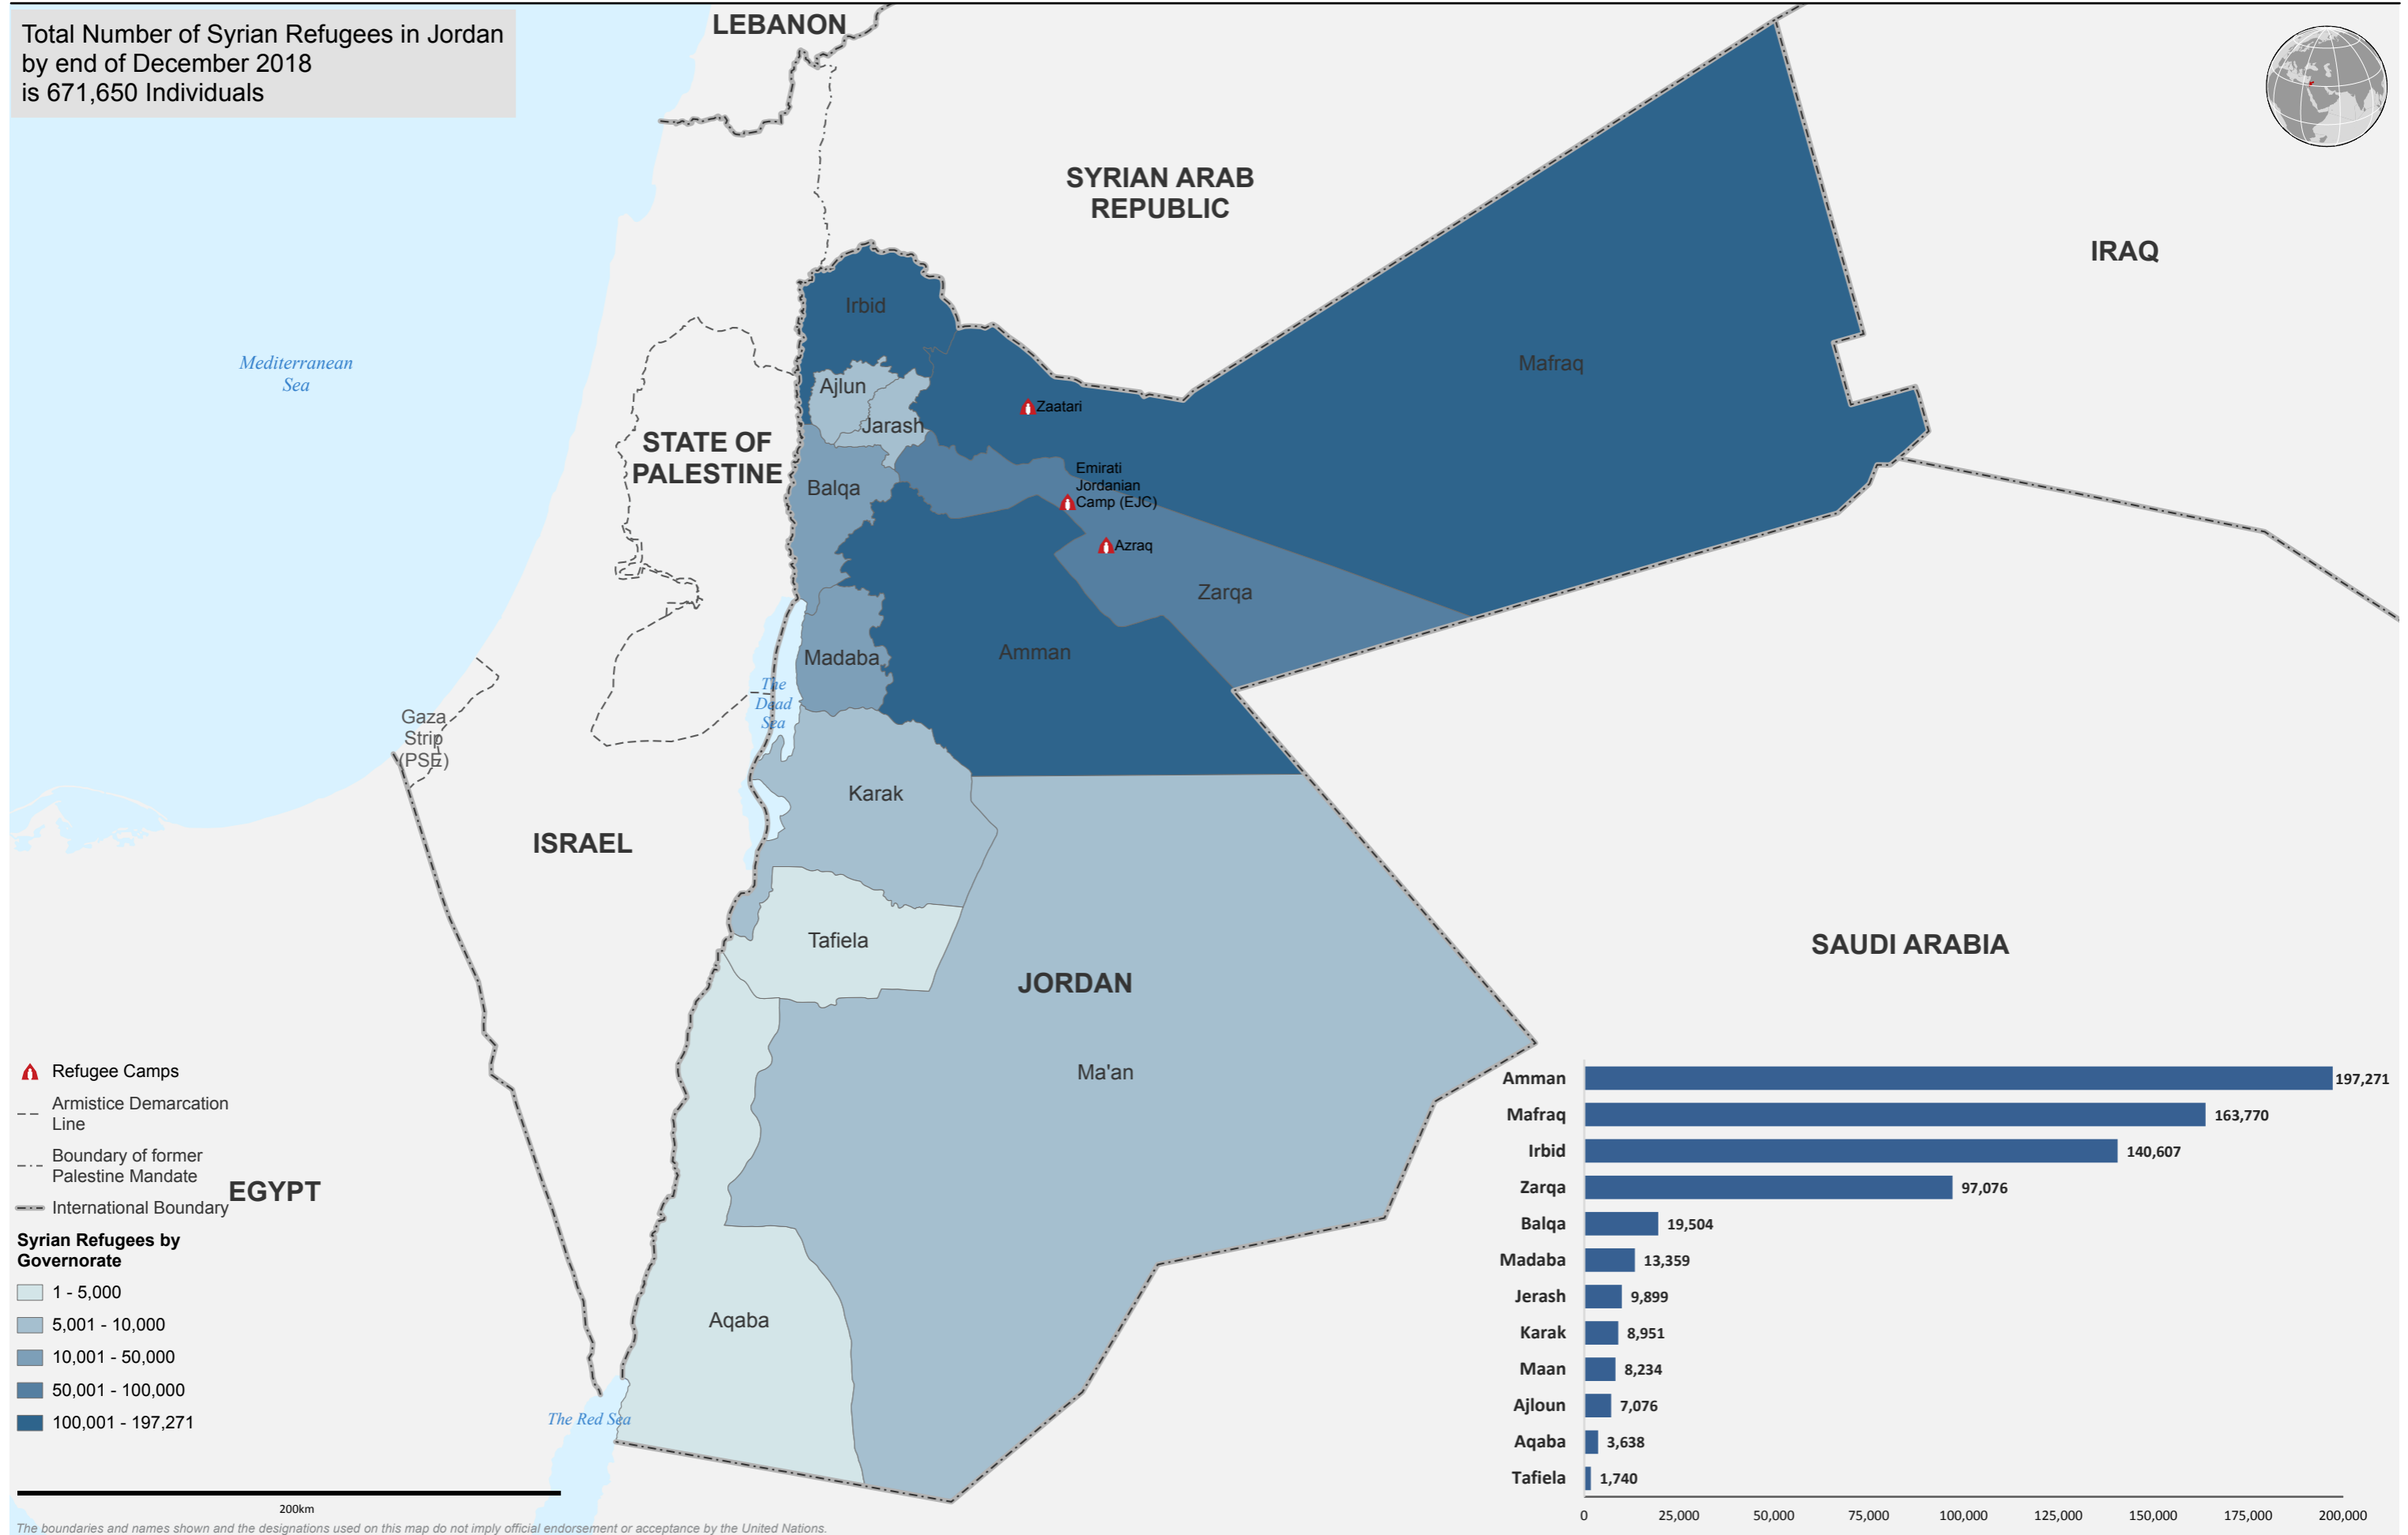 Total Number of Syrian Refugees in Jordan
by end of December 2018
is 671,650 Individuals
LEBANON
SYRIAN ARAB
REPUBLIC
IRAQ
Mediterranean
Sea
Irbid
Mafraq
Ajlun
Zaatari
Jarash
STATE OF
PALESTINE
Emirati
Jordanian
Camp (EJC)
Balqa
Azraq
Zarqa
Amman
Madaba
The
Dead
Sea
Gaza
Strip
(PSE)
Karak
ISRAEL
Tafiela
SAUDI ARABIA
JORDAN
Ma'an
Aqaba
EGYPT
The Red Sea
Refugee Camps
Armistice Demarcation
Line
Boundary of former
Palestine Mandate
International Boundary
Syrian Refugees by
Governorate
1 - 5,000
5,001 - 10,000
10,001 - 50,000
50,001 - 100,000
100,001 - 197,271
200km
Amman 197,271
Mafraq 163,770
Irbid 140,607
Zarqa 97,076
Balqa 19,504
Madaba 13,359
Jerash 9,899
Karak 8,951
Maan 8,234
Ajloun 7,076
Aqaba 3,638
Tafiela 1,740
0 25,000 50,000 75,000 100,000 125,000 150,000 175,000 200,000
The boundaries and names shown and the designations used on this map do not imply official endorsement or acceptance by the United Nations.